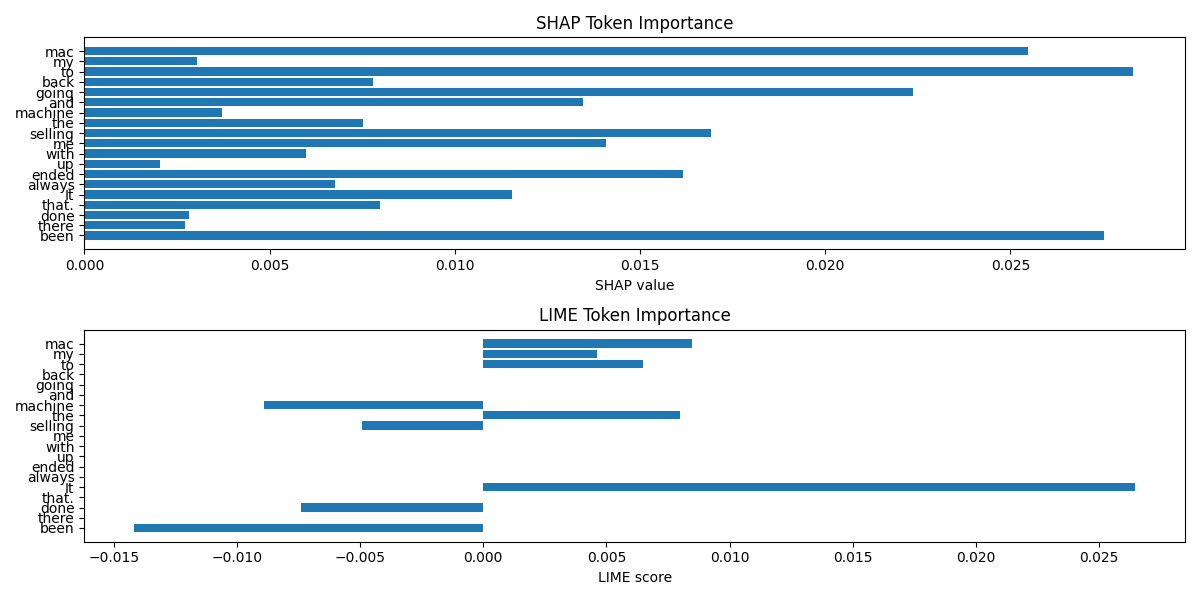 SHAP Token Importance
mac
my
to
back
going
and
machine
the
selling
me
with
up
ended
always
it
that.
done
there
been
0.000 0.005 0.010 0.015 0.020 0.025
SHAP value
LIME Token Importance
mac
my
to
back
going
and
machine
the
selling
me
with
up
ended
always
it
that.
done
there
been
−0.015 −0.010 −0.005 0.000 0.005 0.010 0.015 0.020 0.025
LIME score